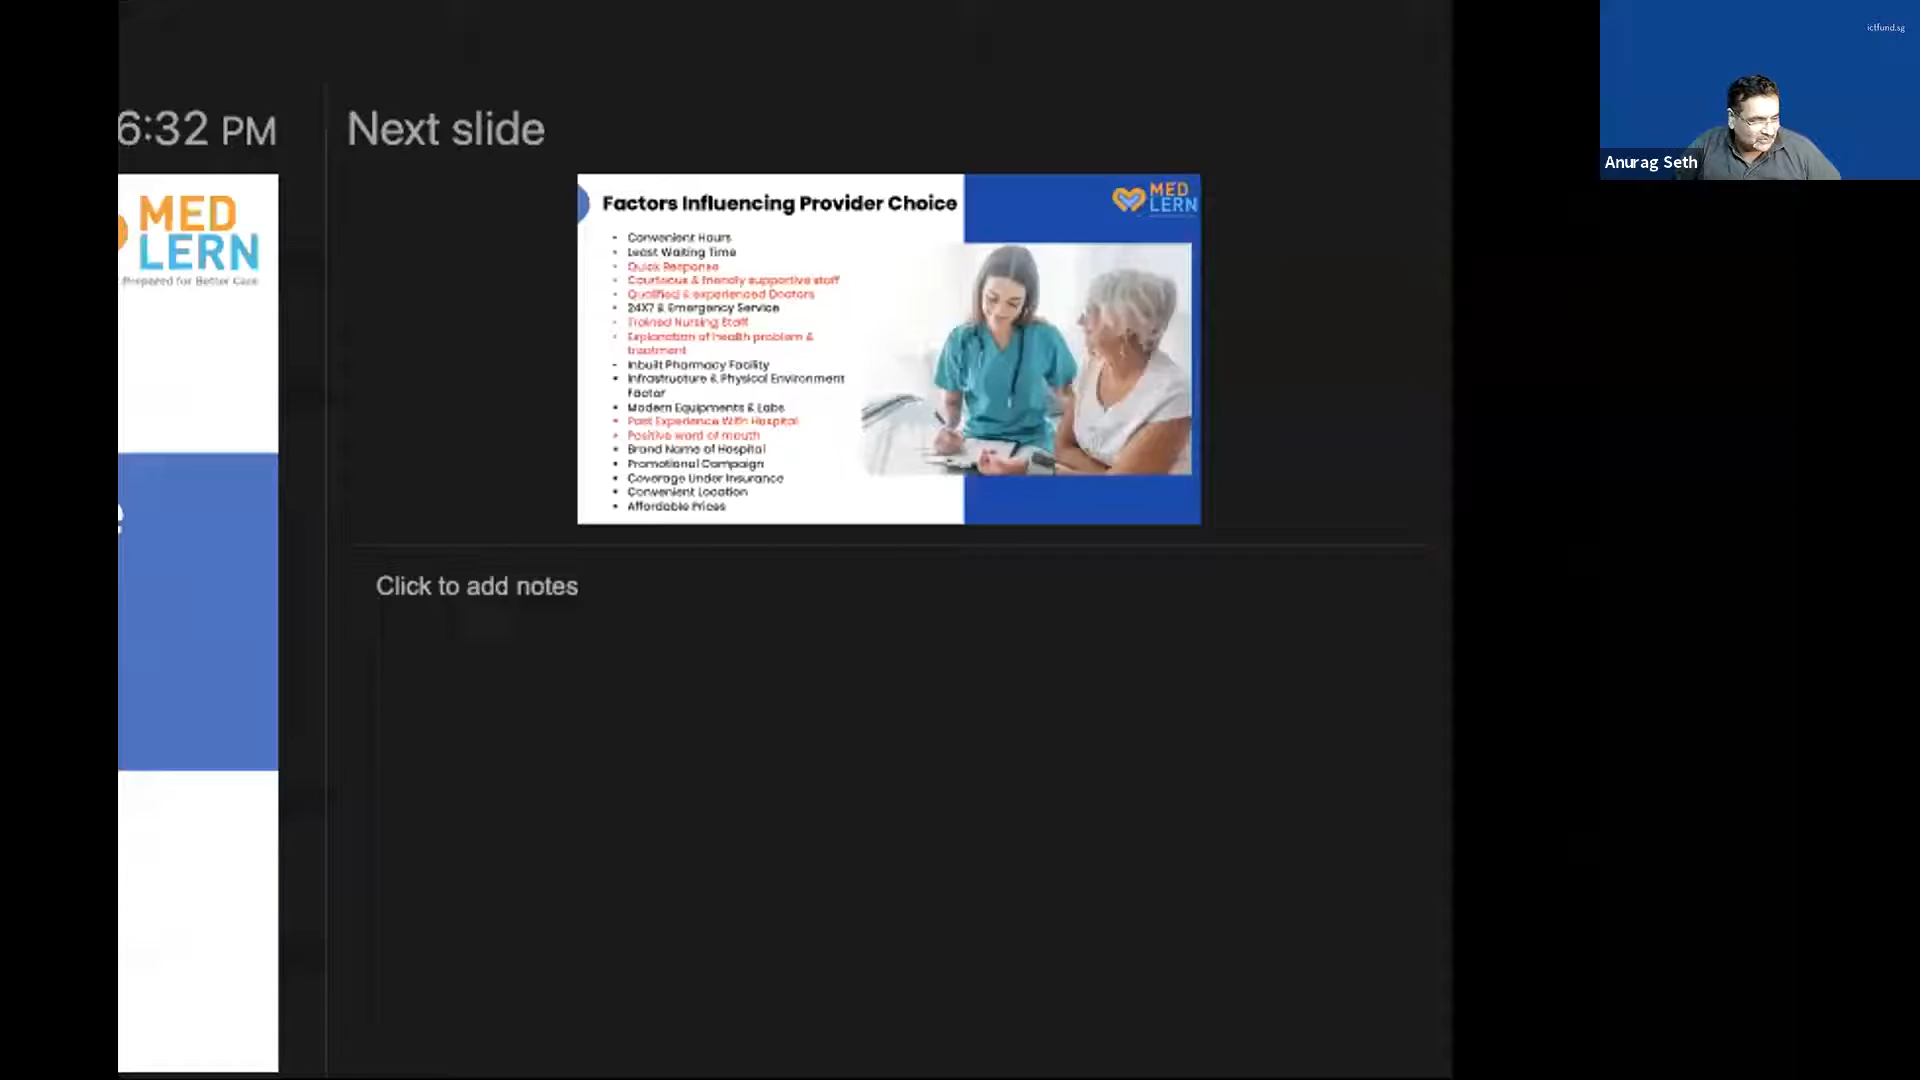 6:32 PM
MED
LERN
Prepared for Better Care
e
Next slide
Factors Influencing Provider Choice
MED
LERN
• Convenient Hours
• Least Waiting Time
• Quick Response
• Courteous & friendly supportive staff
• Qualified & experienced Doctors
• 24X7 & Emergency Service
• Trained Nursing Staff
• Explanation of health problem &
treatment
• Inbuilt Pharmacy Facility
• Infrastructure & Physical Environment
Factor
• Modern Equipments & Labs
• Past Experience With Hospital
• Positive word of mouth
• Brand Name of Hospital
• Promotional Campaign
• Coverage Under Insurance
• Convenient Location
• Affordable Prices
Click to add notes
ictfund.sg
Anurag Seth